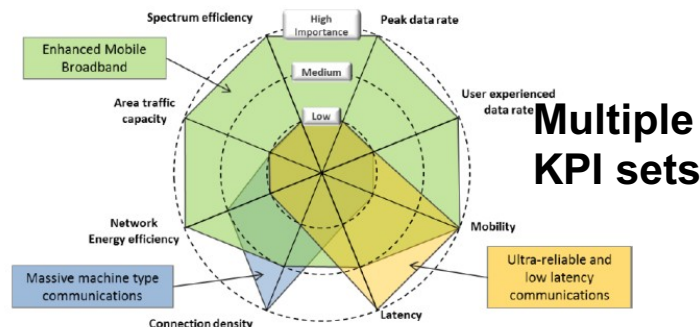 Spectrum efficiency
High
Importance
Peak data rate
Enhanced Mobile
Broadband
Medium
Area traffic
capacity
Low
User experienced
data rate
Multiple
KPI sets
Network
Energy efficiency
Mobility
Massive machine type
communications
Ultra-reliable and
low latency
communications
Connection density
Latency